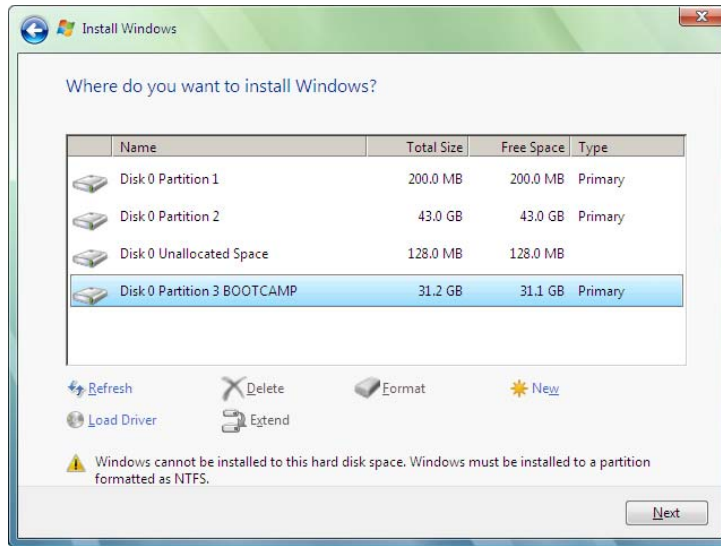 Install Windows
Where do you want to install Windows?
Name Total Size Free Space Type
Disk 0 Partition 1 200.0 MB 200.0 MB Primary
Disk 0 Partition 2 43.0 GB 43.0 GB Primary
Disk 0 Unallocated Space 128.0 MB 128.0 MB
Disk 0 Partition 3 BOOTCAMP 31.2 GB 31.1 GB Primary
Refresh Delete Format New
Load Driver Extend
Windows cannot be installed to this hard disk space. Windows must be installed to a partition
formatted as NTFS.
Next